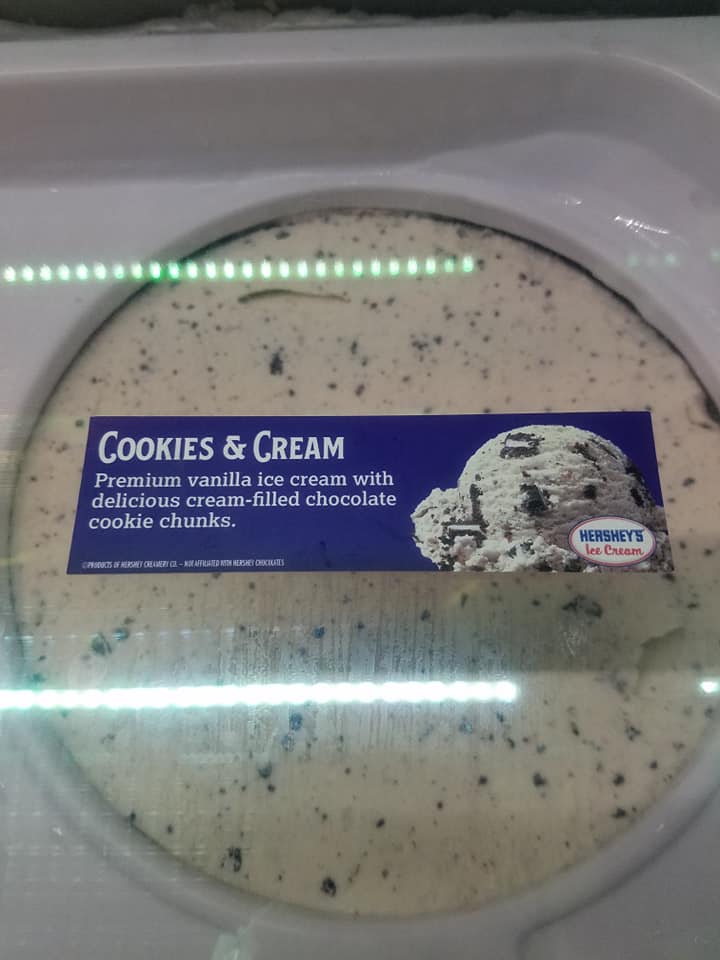 COOKIES & CREAM
Premium vanilla ice cream with
delicious cream-filled chocolate
cookie chunks.
©PRODUCTS OF HERSHEY CREAMERY CO. - NOT AFFILIATED WITH HERSHEY CHOCOLATES
HERSHEY'S
Ice Cream